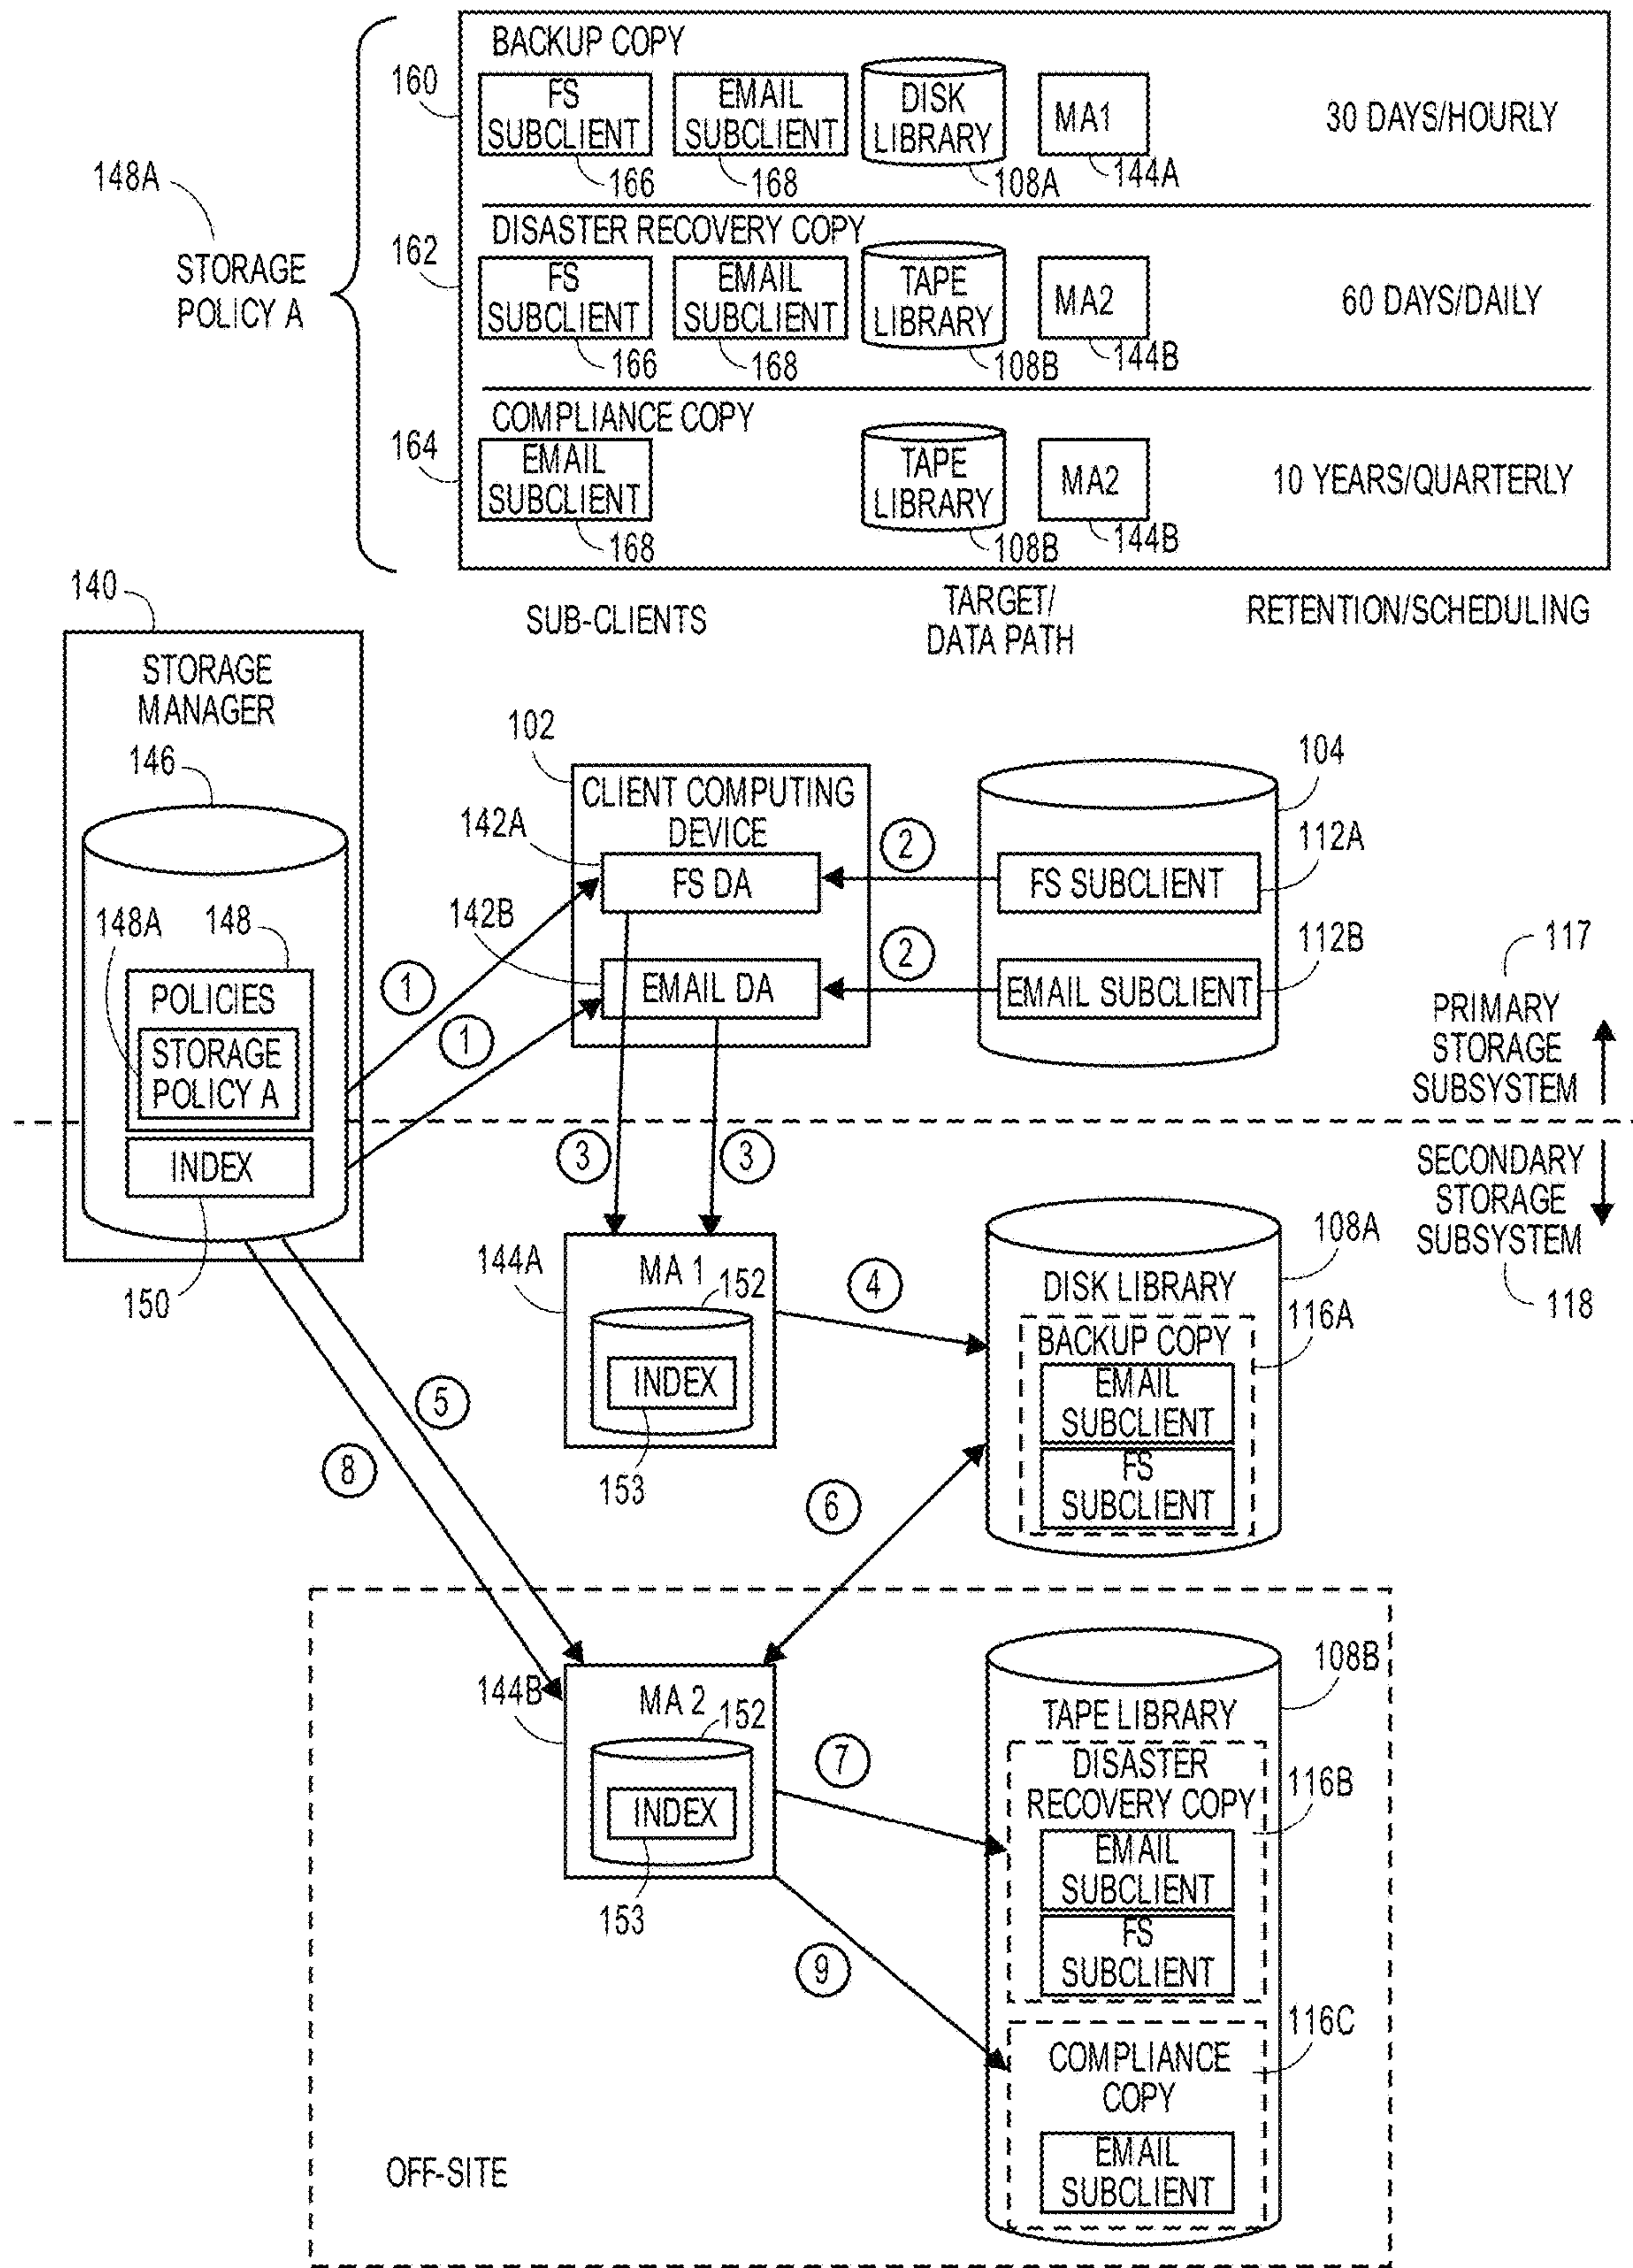 BACKUP COPY
160
FS
SUBCLIENT
166
EMAIL
SUBCLIENT
168
DISK
LIBRARY
108A
MA1
144A
30 DAYS/HOURLY
148A
STORAGE
POLICY A
DISASTER RECOVERY COPY
162
FS
SUBCLIENT
166
EMAIL
SUBCLIENT
168
TAPE
LIBRARY
108B
MA2
144B
60 DAYS/DAILY
COMPLIANCE COPY
164
EMAIL
SUBCLIENT
168
TAPE
LIBRARY
108B
MA2
144B
10 YEARS/QUARTERLY
SUB-CLIENTS
TARGET/
DATA PATH
RETENTION/SCHEDULING
140
STORAGE
MANAGER
146
148A
148
POLICIES
STORAGE
POLICY A
INDEX
150
102
CLIENT COMPUTING
DEVICE
142A
FS DA
142B
EMAIL DA
1
1
2
2
104
FS SUBCLIENT
112A
EMAIL SUBCLIENT
112B
117
PRIMARY
STORAGE
SUBSYSTEM
SECONDARY
STORAGE
SUBSYSTEM
118
3
3
144A
MA 1
152
INDEX
153
4
108A
DISK LIBRARY
116A
BACKUP COPY
EMAIL
SUBCLIENT
FS
SUBCLIENT
5
8
6
144B
MA 2
152
INDEX
153
7
9
108B
TAPE LIBRARY
DISASTER
RECOVERY COPY
116B
EMAIL
SUBCLIENT
FS
SUBCLIENT
116C
COMPLIANCE
COPY
EMAIL
SUBCLIENT
OFF-SITE